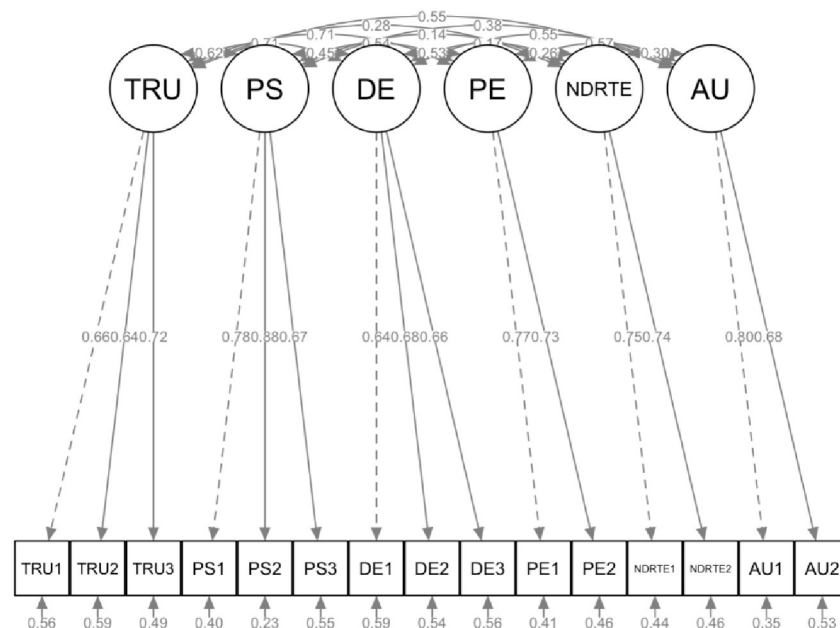 0.55
0.28 0.38
0.71 0.14 0.55
0.62 0.71 0.45 0.54 0.53 0.17 0.26 0.57 0.30
TRU PS DE PE NDRTE AU
0.660.640.72 0.780.880.67 0.640.680.66 0.770.73 0.750.74 0.800.68
TRU1 TRU2 TRU3 PS1 PS2 PS3 DE1 DE2 DE3 PE1 PE2 NDRTE1 NDRTE2 AU1 AU2
0.56 0.59 0.49 0.40 0.23 0.55 0.59 0.54 0.56 0.41 0.46 0.44 0.46 0.35 0.53